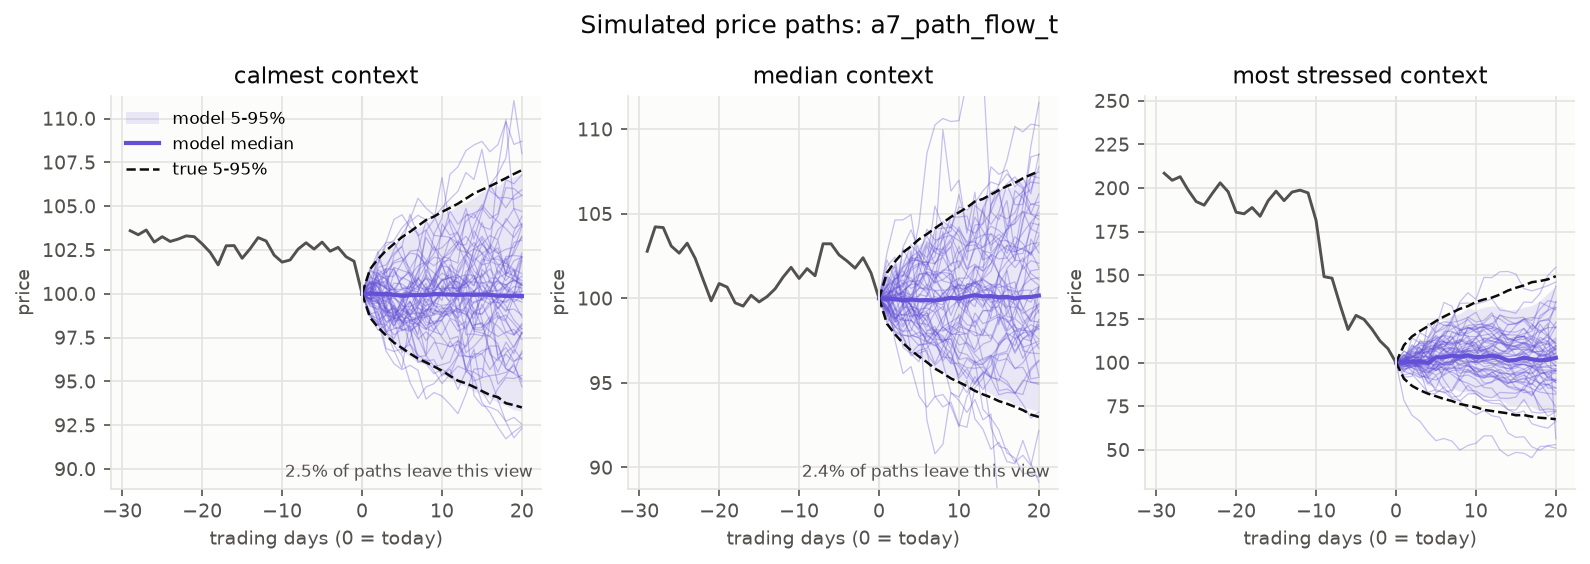 Simulated price paths: a7_path_flow_t
calmest context
price
110.0
107.5
105.0
102.5
100.0
97.5
95.0
92.5
90.0
model 5-95%
model median
true 5-95%
2.5% of paths leave this view
−30 −20 −10 0 10 20
trading days (0 = today)
median context
price
110
105
100
95
90
2.4% of paths leave this view
−30 −20 −10 0 10 20
trading days (0 = today)
most stressed context
price
250
225
200
175
150
125
100
75
50
−30 −20 −10 0 10 20
trading days (0 = today)